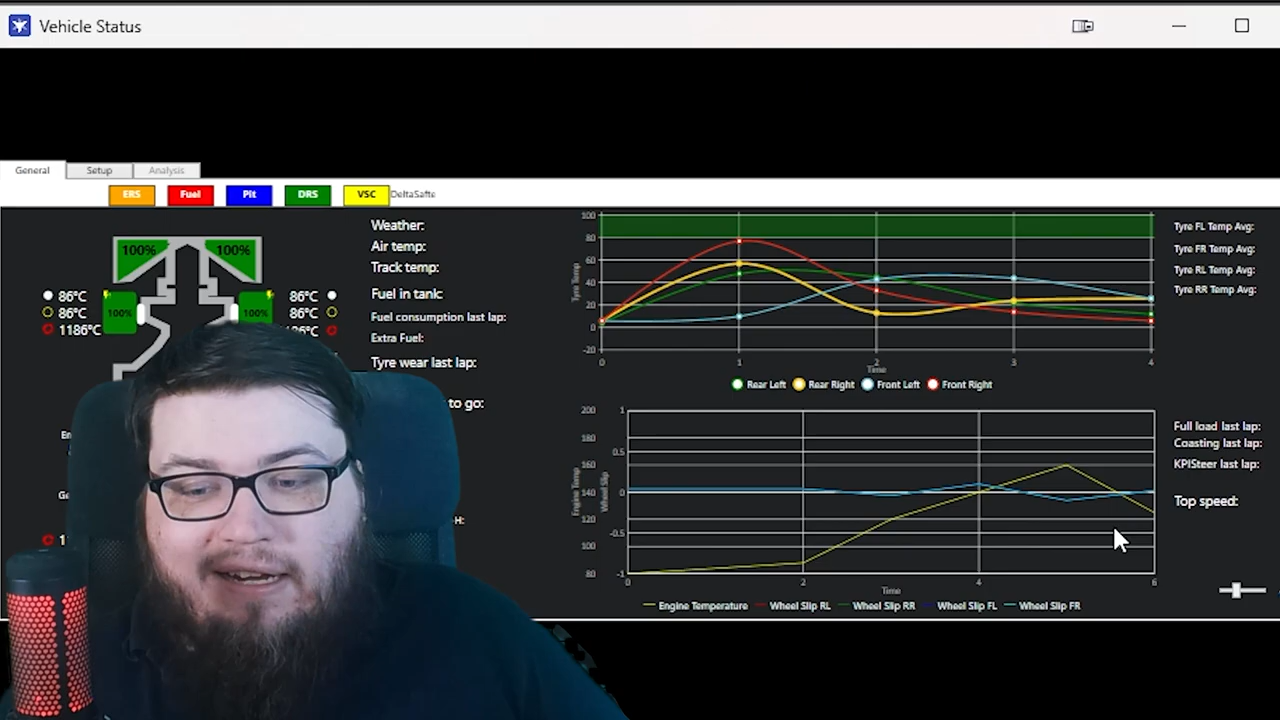 Vehicle Status
General Setup Analysis
ERS Fuel Pit DRS VSC DeltaSafte
100% 100%
86°C 86°C
86°C 86°C
1186°C
100% 100%
Weather:
Air temp:
Track temp:
Fuel in tank:
Fuel consumption last lap:
Extra Fuel:
Tyre wear last lap:
to go:
H:
Tyre Temp
100
80
60
40
20
0
-20
0 1 2 3 4
Time
Rear Left Rear Right Front Left Front Right
Tyre FL Temp Avg:
Tyre FR Temp Avg:
Tyre RL Temp Avg:
Tyre RR Temp Avg:
Engine Temp
Wheel Slip
200
180
160
140
120
100
80
1
0.5
0
-0.5
-1
0 2 4 6
Time
Engine Temperature Wheel Slip RL Wheel Slip RR Wheel Slip FL Wheel Slip FR
Full load last lap:
Coasting last lap:
KPISteer last lap:
Top speed: